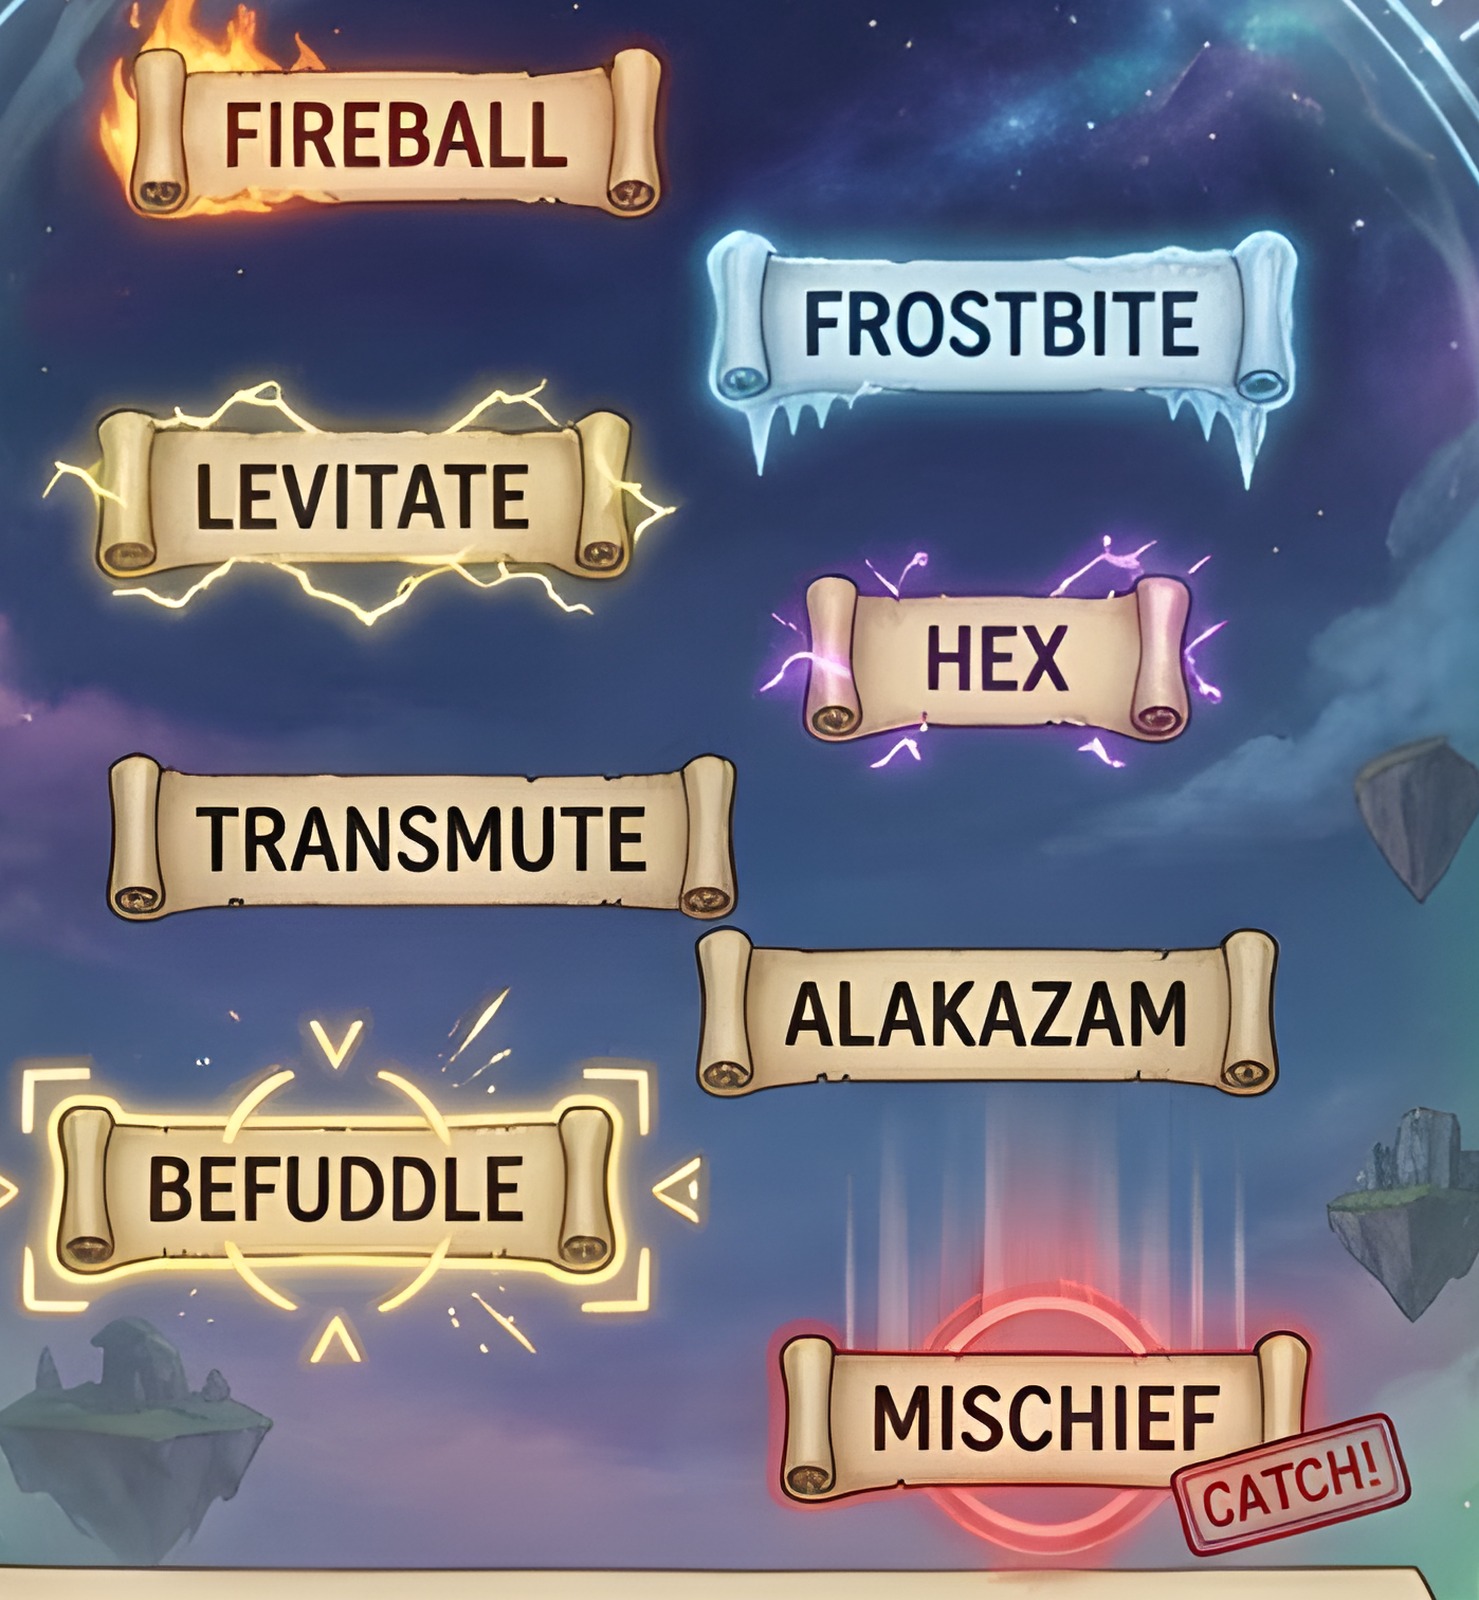 FIREBALL
FROSTBITE
LEVITATE
HEX
TRANSMUTE
ALAKAZAM
BEFUDDLE
MISCHIEF
CATCH!